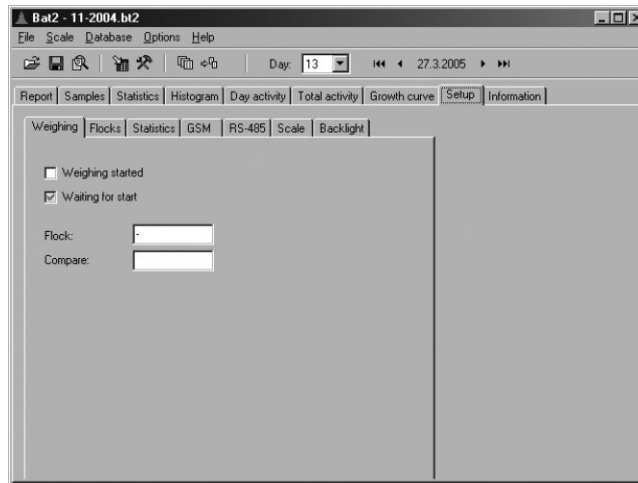 Bat2 - 11-2004.bt2
File Scale Database Options Help
Day: 13 27.3.2005
Report Samples Statistics Histogram Day activity Total activity Growth curve Setup Information
Weighing Flocks Statistics GSM RS-485 Scale Backlight
Weighing started
Waiting for start
Flock: -
Compare: